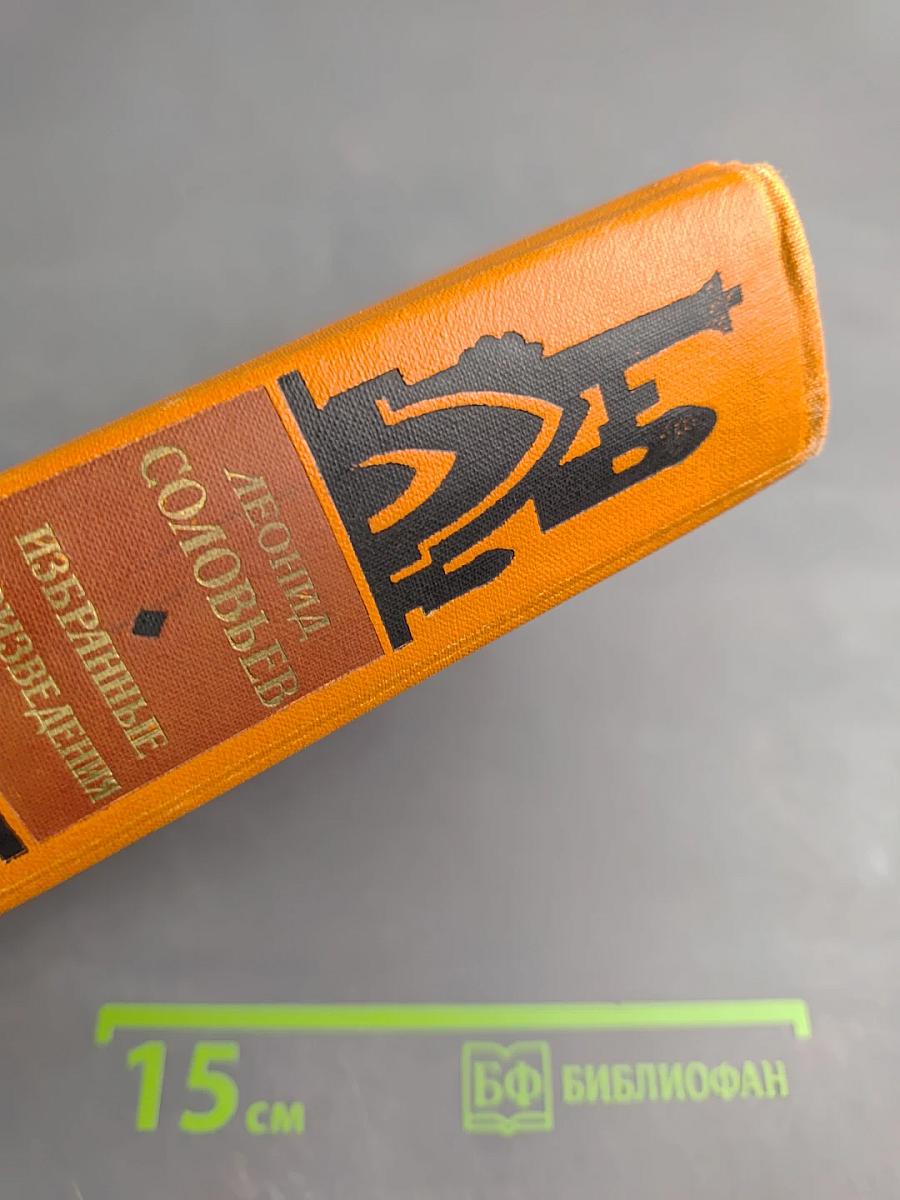 ЛЕОНИД
СОЛОВЬЕВ
ИЗБРАННЫЕ
15 см
БФ БИБЛИОФАН